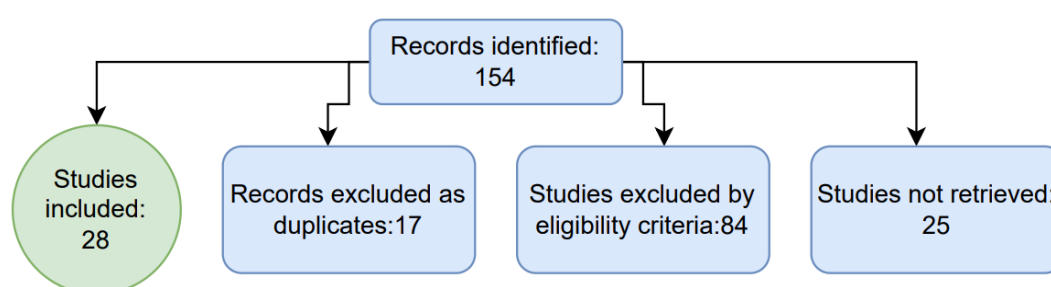 Records identified:
154
Studies
included:
28
Records excluded as
duplicates:17
Studies excluded by
eligibility criteria:84
Studies not retrieved:
25